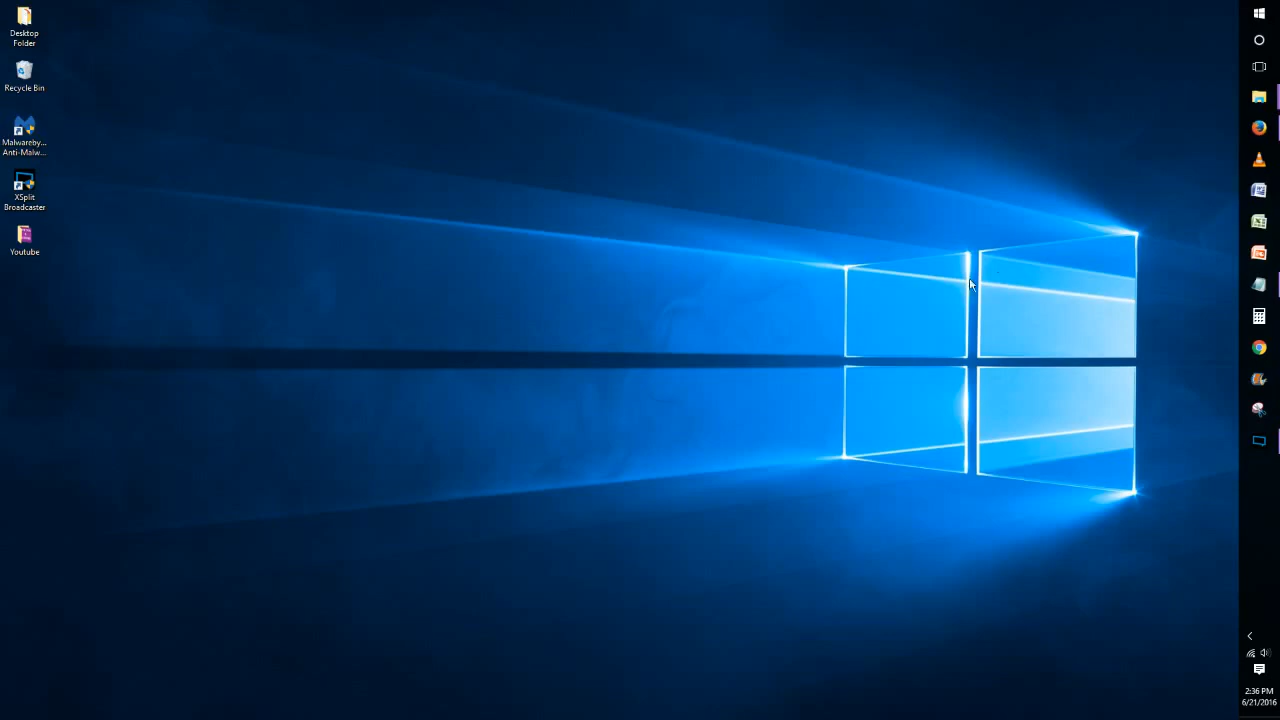 Desktop
Folder
Recycle Bin
Malwareby...
Anti-Malw...
XSplit
Broadcaster
Youtube
2:36 PM
6/21/2016